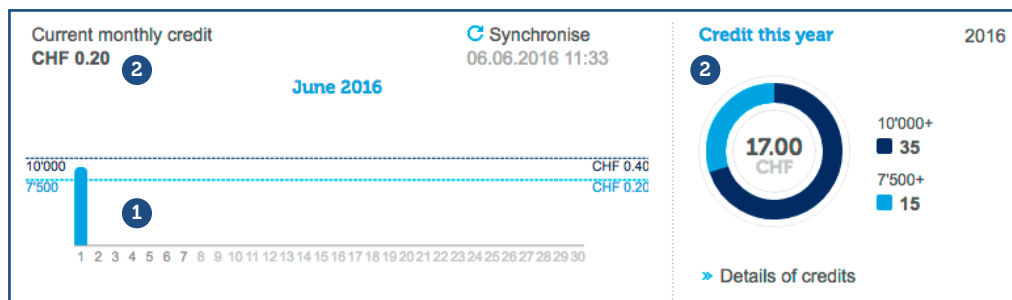 Current monthly credit
CHF 0.20
2
Synchronise
06.06.2016 11:33
June 2016
10'000
CHF 0.40
7'500
CHF 0.20
1
1 2 3 4 5 6 7 8 9 10 11 12 13 14 15 16 17 18 19 20 21 22 23 24 25 26 27 28 29 30
Credit this year
2016
2
17.00
CHF
10'000+
35
7'500+
15
» Details of credits